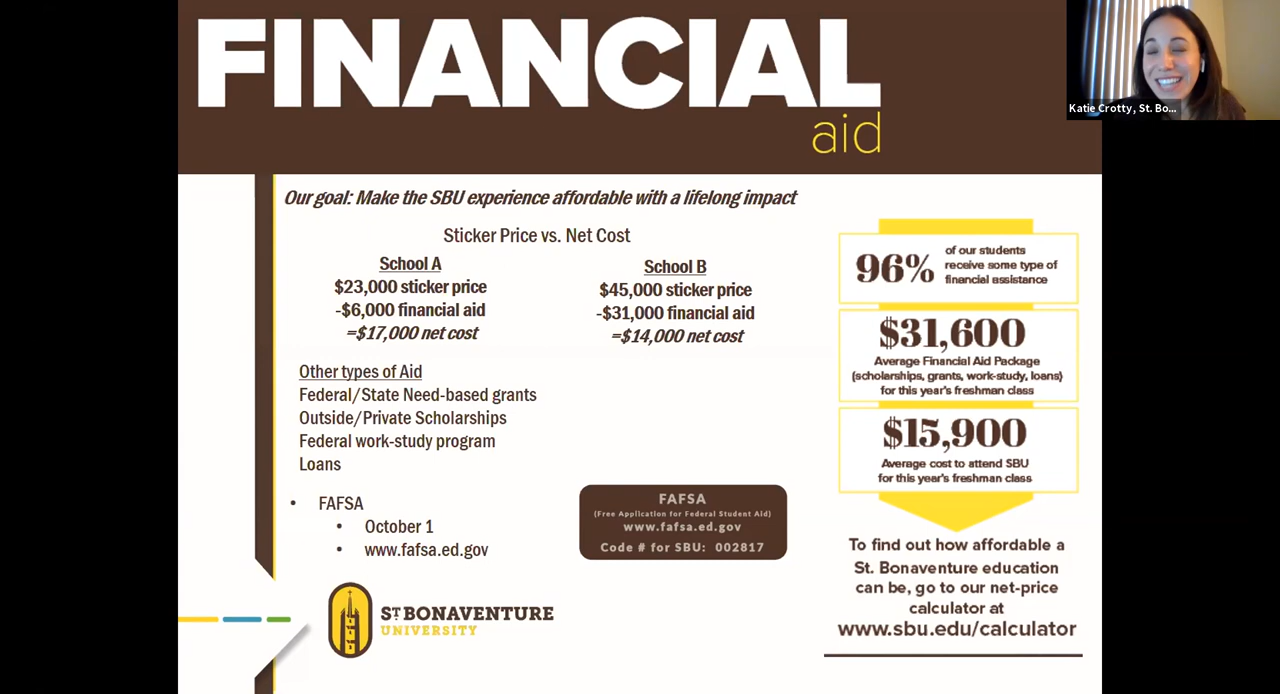 FINANCIAL
aid
Katie Crotty, St. Bo...
Our goal: Make the SBU experience affordable with a lifelong impact
Sticker Price vs. Net Cost
School A
$23,000 sticker price
-$6,000 financial aid
=$17,000 net cost
School B
$45,000 sticker price
-$31,000 financial aid
=$14,000 net cost
Other types of Aid
Federal/State Need-based grants
Outside/Private Scholarships
Federal work-study program
Loans
• FAFSA
• October 1
• www.fafsa.ed.gov
FAFSA
(Free Application for Federal Student Aid)
www.fafsa.ed.gov
Code # for SBU: 002817
ST BONAVENTURE
UNIVERSITY
96%
of our students
receive some type of
financial assistance
$31,600
Average Financial Aid Package
(scholarships, grants, work-study, loans)
for this year's freshman class
$15,900
Average cost to attend SBU
for this year's freshman class
To find out how affordable a
St. Bonaventure education
can be, go to our net-price
calculator at
www.sbu.edu/calculator